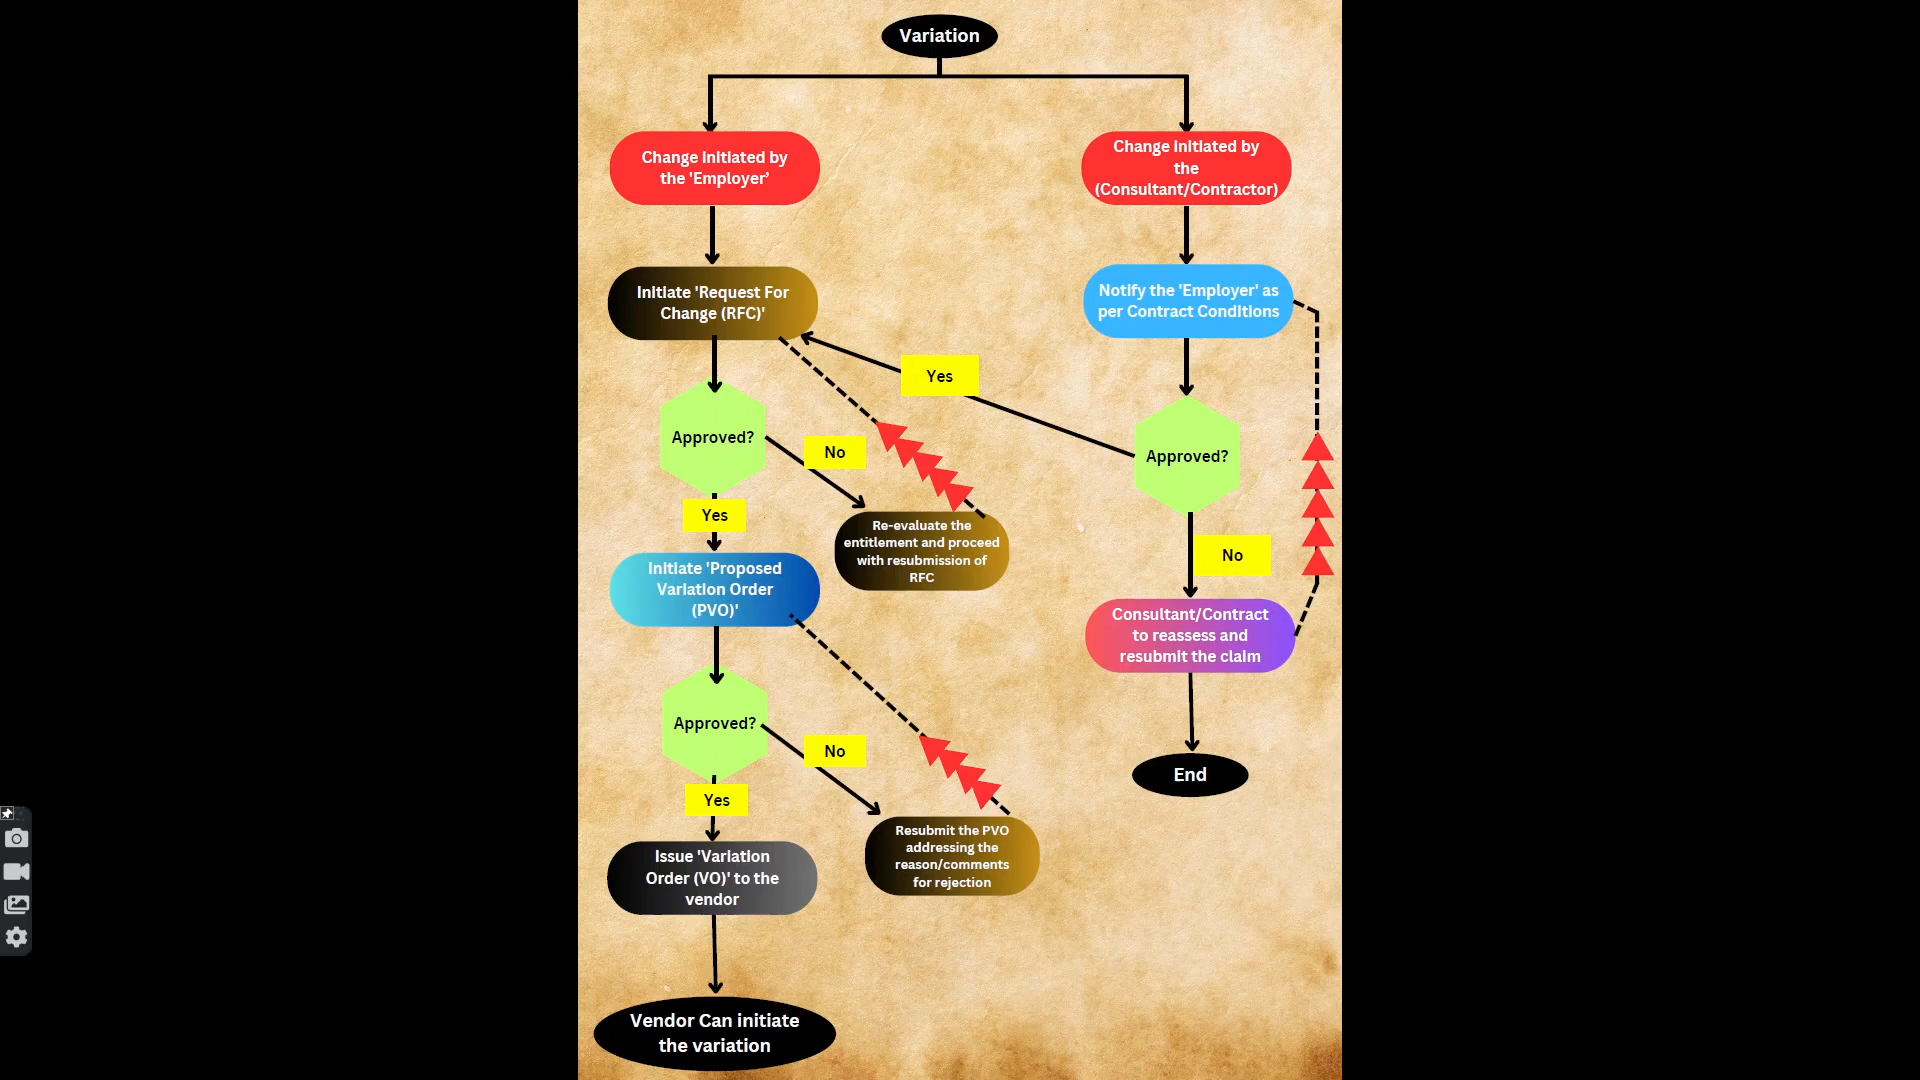 Variation
Change initiated by
the 'Employer’
Change initiated by
the
(Consultant/Contractor)
Initiate 'Request For
Change (RFC)'
Notify the 'Employer' as
per Contract Conditions
Yes
Approved?
No
Approved?
Yes
Re-evaluate the
entitlement and proceed
with resubmission of
RFC
No
Initiate 'Proposed
Variation Order
(PVO)'
Consultant/Contract
to reassess and
resubmit the claim
Approved?
No
End
Yes
Issue 'Variation
Order (VO)' to the
vendor
Resubmit the PVO
addressing the
reason/comments
for rejection
Vendor Can initiate
the variation